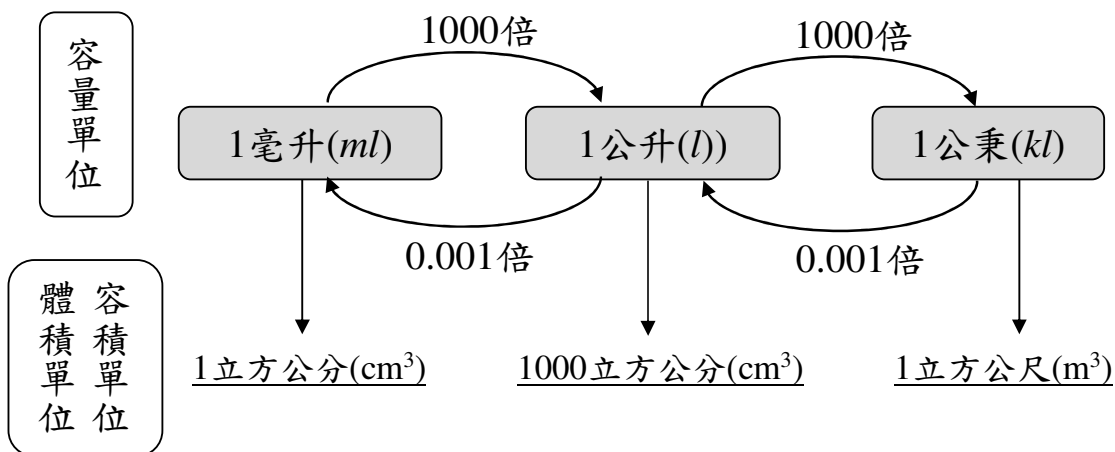 容量單位
1000倍
1000倍
1毫升(ml)
1公升(l))
1公秉(kl)
0.001倍
0.001倍
容積單位
體積單位
1立方公分(cm³)
1000立方公分(cm³)
1立方公尺(m³)